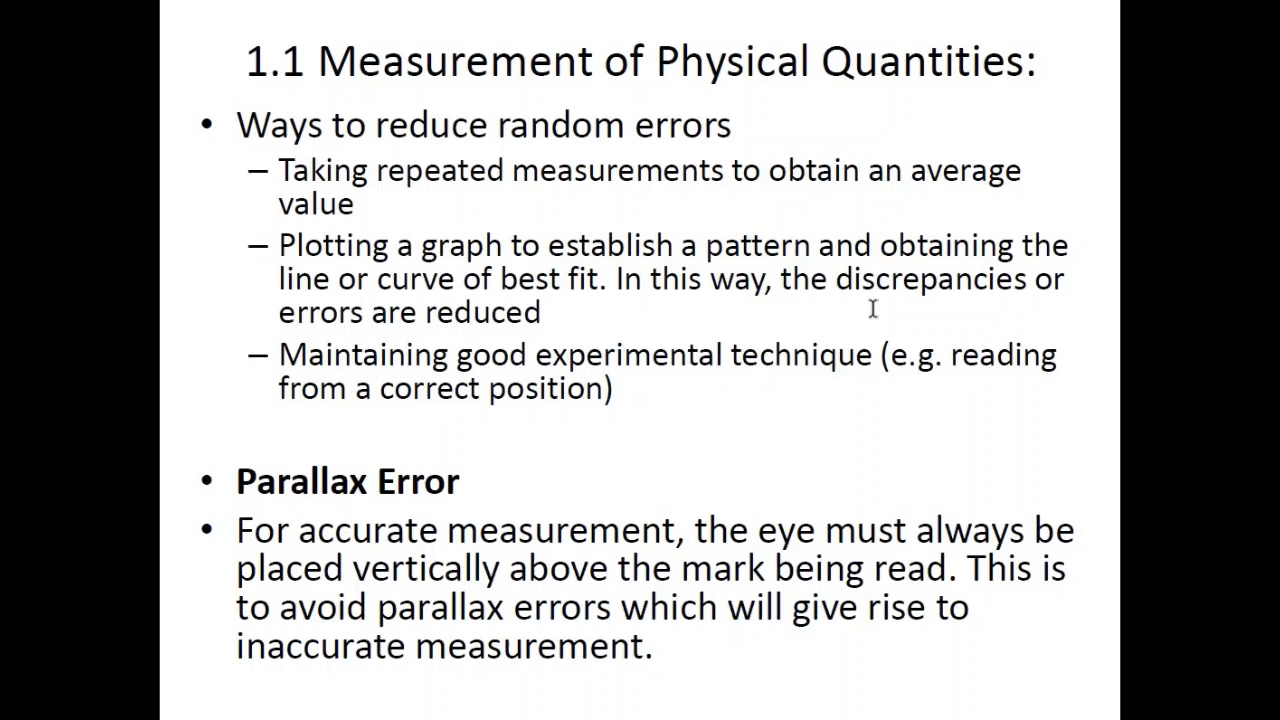 1.1 Measurement of Physical Quantities:
• Ways to reduce random errors
– Taking repeated measurements to obtain an average
value
– Plotting a graph to establish a pattern and obtaining the
line or curve of best fit. In this way, the discrepancies or
errors are reduced
– Maintaining good experimental technique (e.g. reading
from a correct position)
• Parallax Error
• For accurate measurement, the eye must always be
placed vertically above the mark being read. This is
to avoid parallax errors which will give rise to
inaccurate measurement.